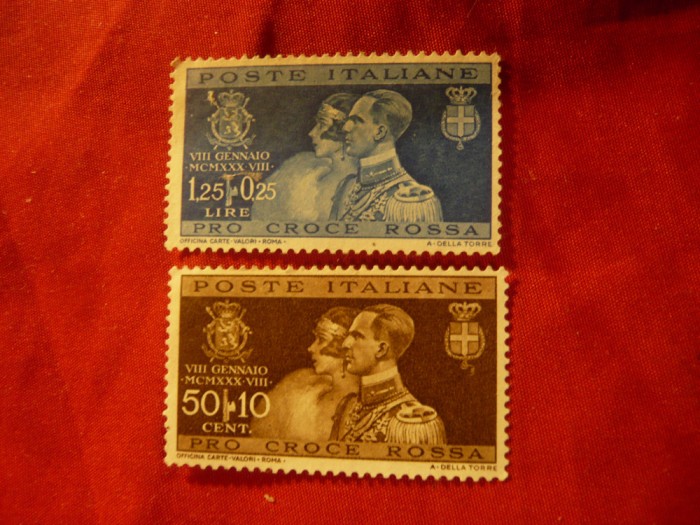 POSTE ITALIANE
VIII GENNAIO
·MCMXXX·VIII·
1,25+0,25
LIRE
PRO CROCE ROSSA
OFFICINA CARTE-VALORI-ROMA-
A·DELLA TORRE
POSTE ITALIANE
VIII GENNAIO
·MCMXXX·VIII·
50+10
CENT.
PRO CROCE ROSSA
OFFICINA CARTE-VALORI-ROMA-
A·DELLA TORRE